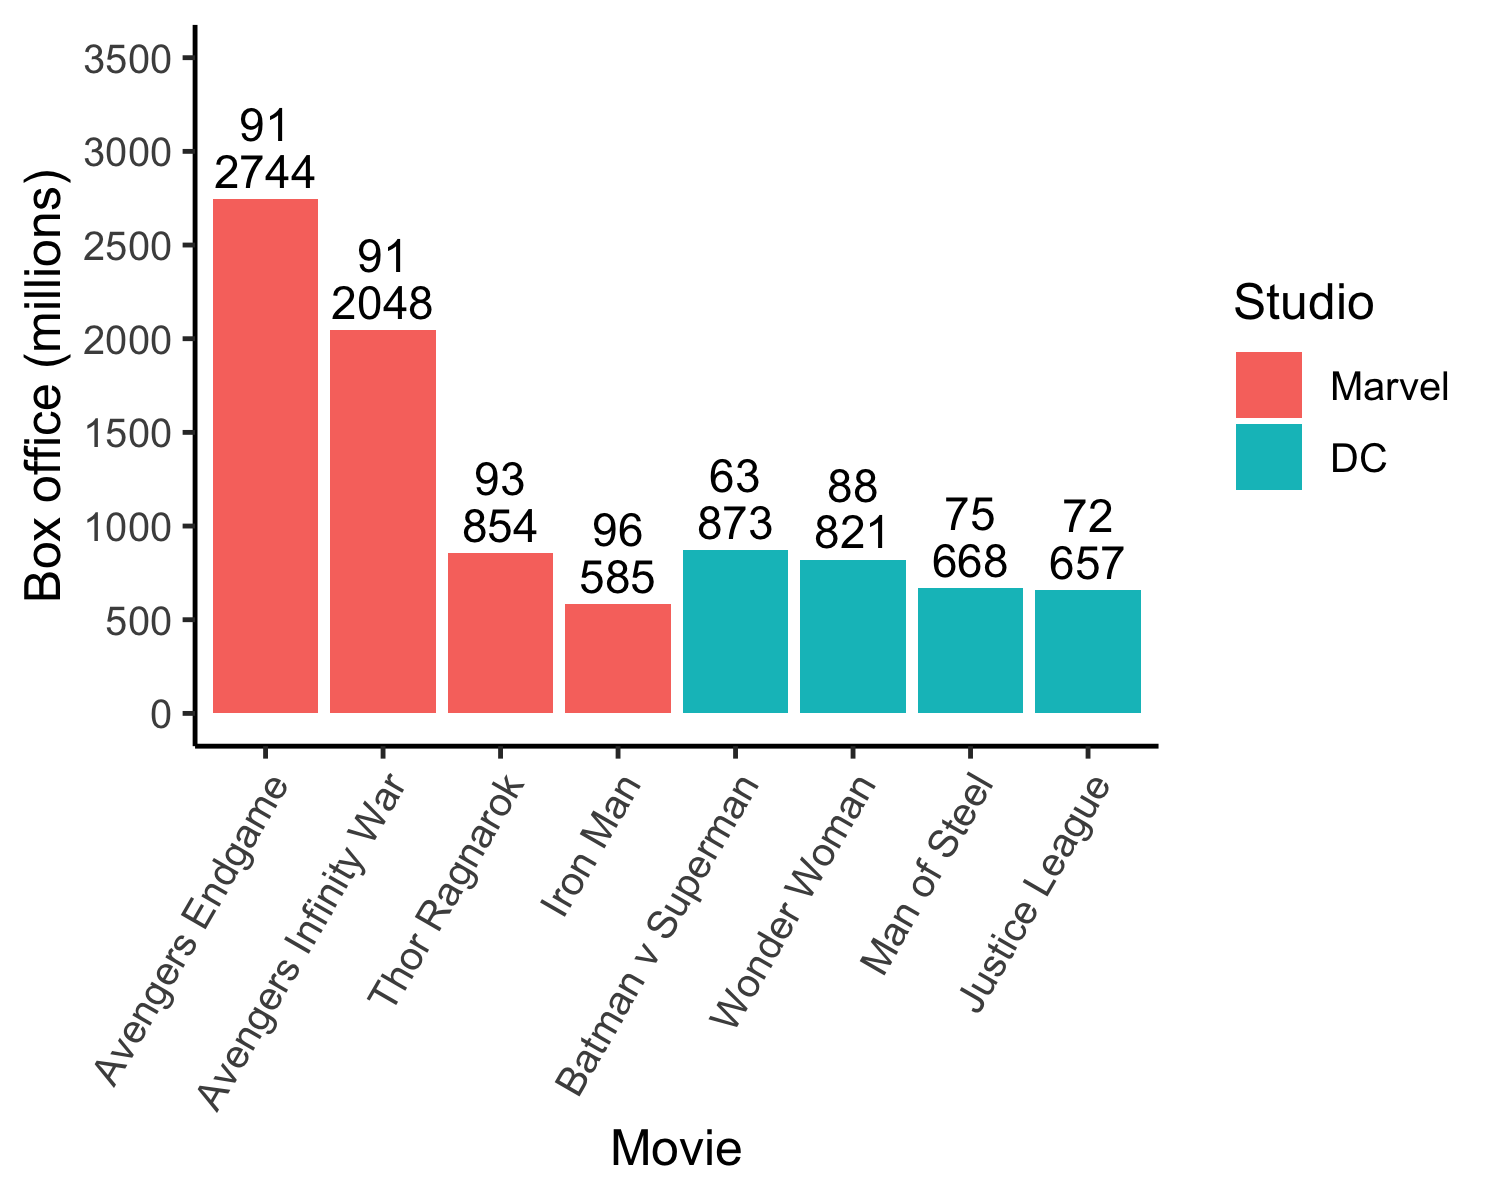 3500
3000
2500
2000
1500
1000
500
0
Box office (millions)
91
2744
91
2048
93
854
96
585
63
873
88
821
75
668
72
657
Avengers Endgame
Avengers Infinity War
Thor Ragnarok
Iron Man
Batman v Superman
Wonder Woman
Man of Steel
Justice League
Movie
Studio
Marvel
DC